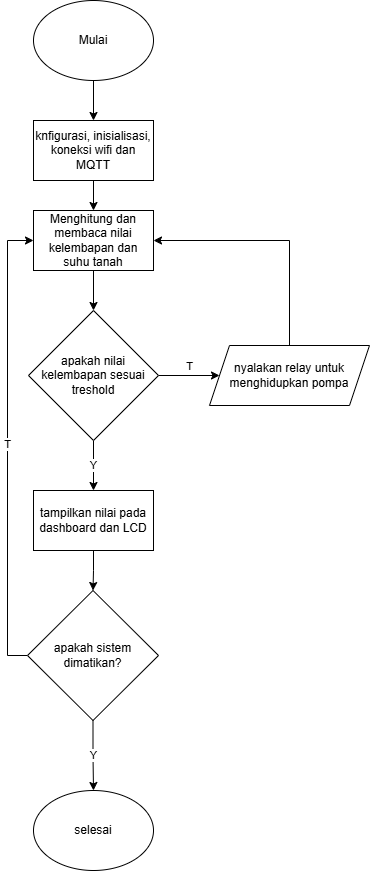 Mulai
knfigurasi, inisialisasi,
koneksi wifi dan
MQTT
Menghitung dan
membaca nilai
kelembapan dan
suhu tanah
apakah nilai
kelembapan sesuai
treshold
T
nyalakan relay untuk
menghidupkan pompa
T
Y
tampilkan nilai pada
dashboard dan LCD
apakah sistem
dimatikan?
Y
selesai